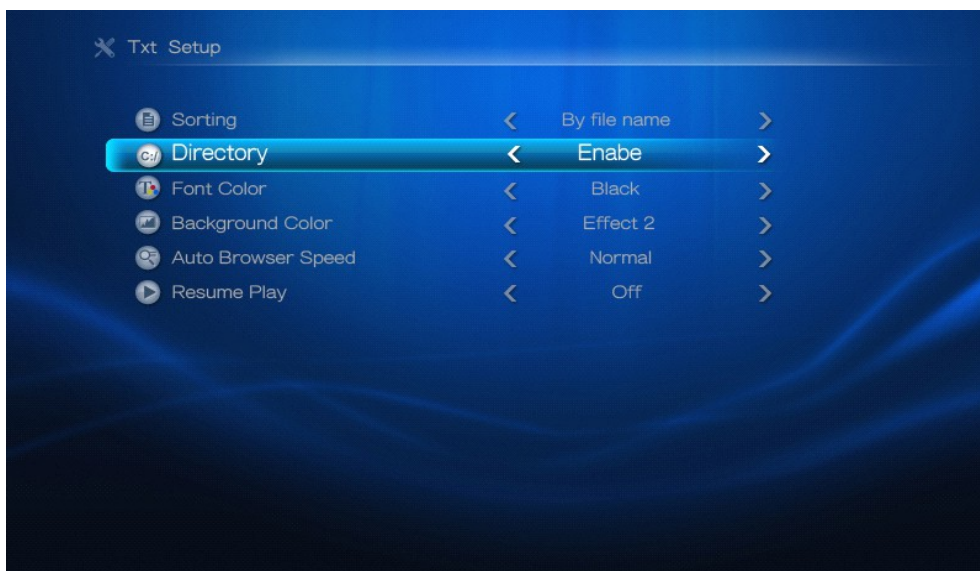 Txt Setup
Sorting < By file name >
C:/ Directory < Enabe >
T Font Color < Black >
Background Color < Effect 2 >
Auto Browser Speed < Normal >
Resume Play < Off >